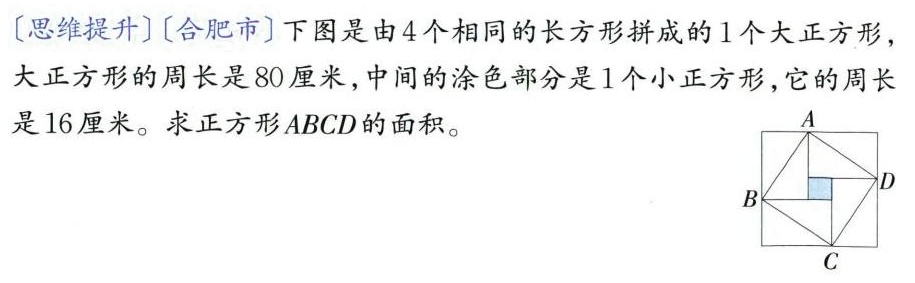 〔思维提升〕〔合肥市〕下图是由4个相同的长方形拼成的1个大正方形，
大正方形的周长是80厘米，中间的涂色部分是1个小正方形，它的周长
是16厘米。求正方形ABCD的面积。
A
B
D
C